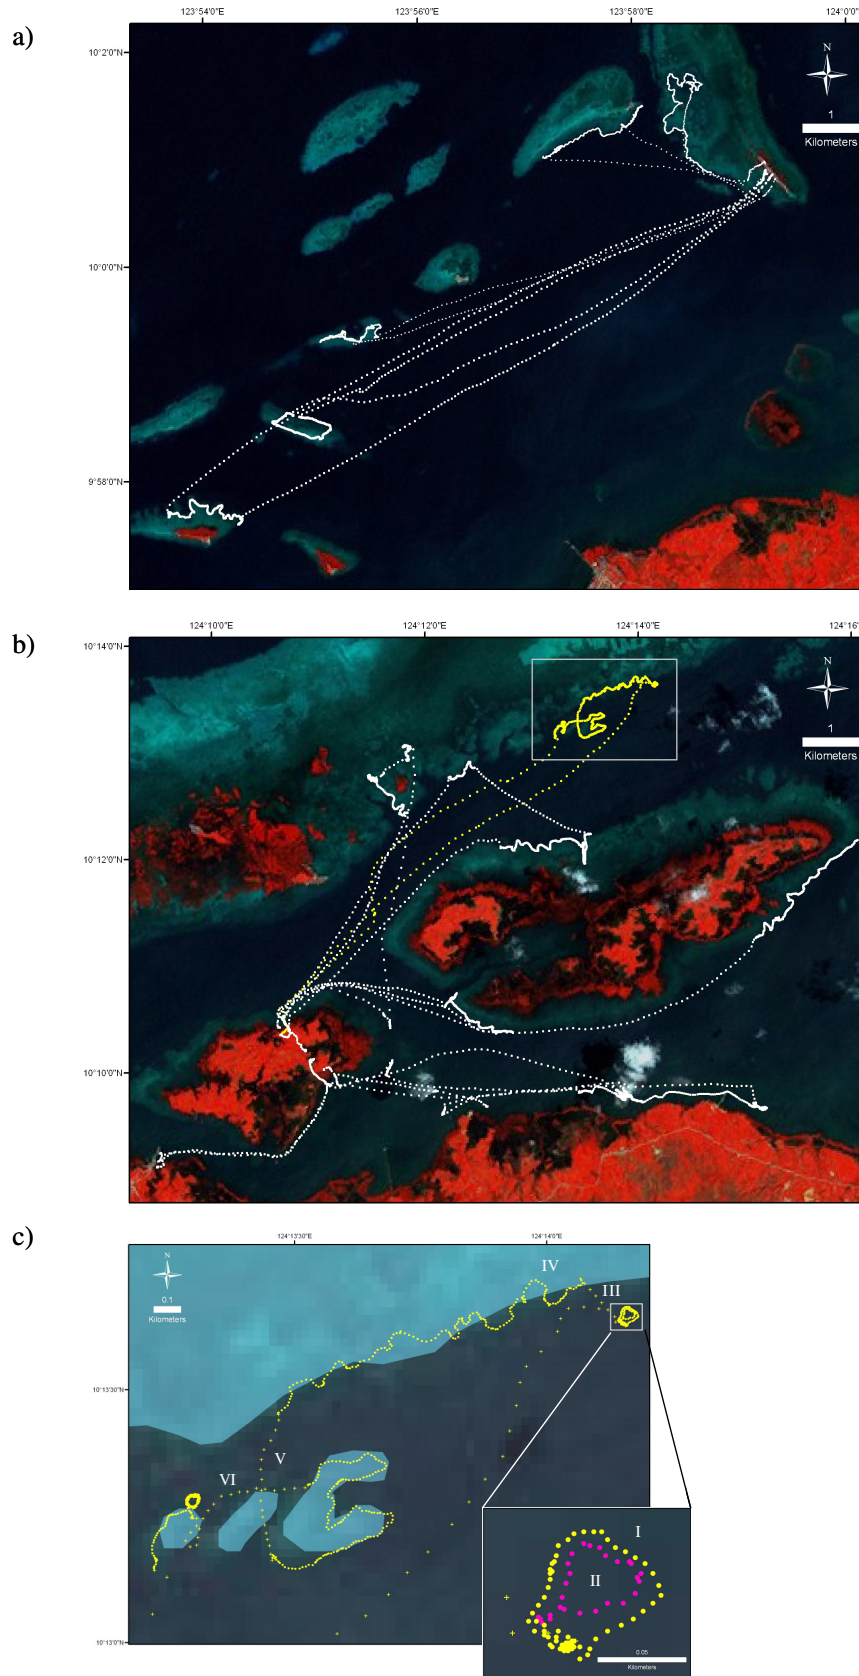 a)
123°54'0"E 123°56'0"E 123°58'0"E 124°0'0"
10°2'0"N
N
1
Kilometers
10°0'0"N
9°58'0"N
b)
124°10'0"E 124°12'0"E 124°14'0"E 124°16'
10°14'0"N
N
1
Kilometers
10°12'0"N
10°10'0"N
c)
124°13'30"E 124°14'0"E
N
0.1
Kilometers
IV
III
10°13'30"N
V
VI
I
II
0.05
Kilometers
10°13'0"N